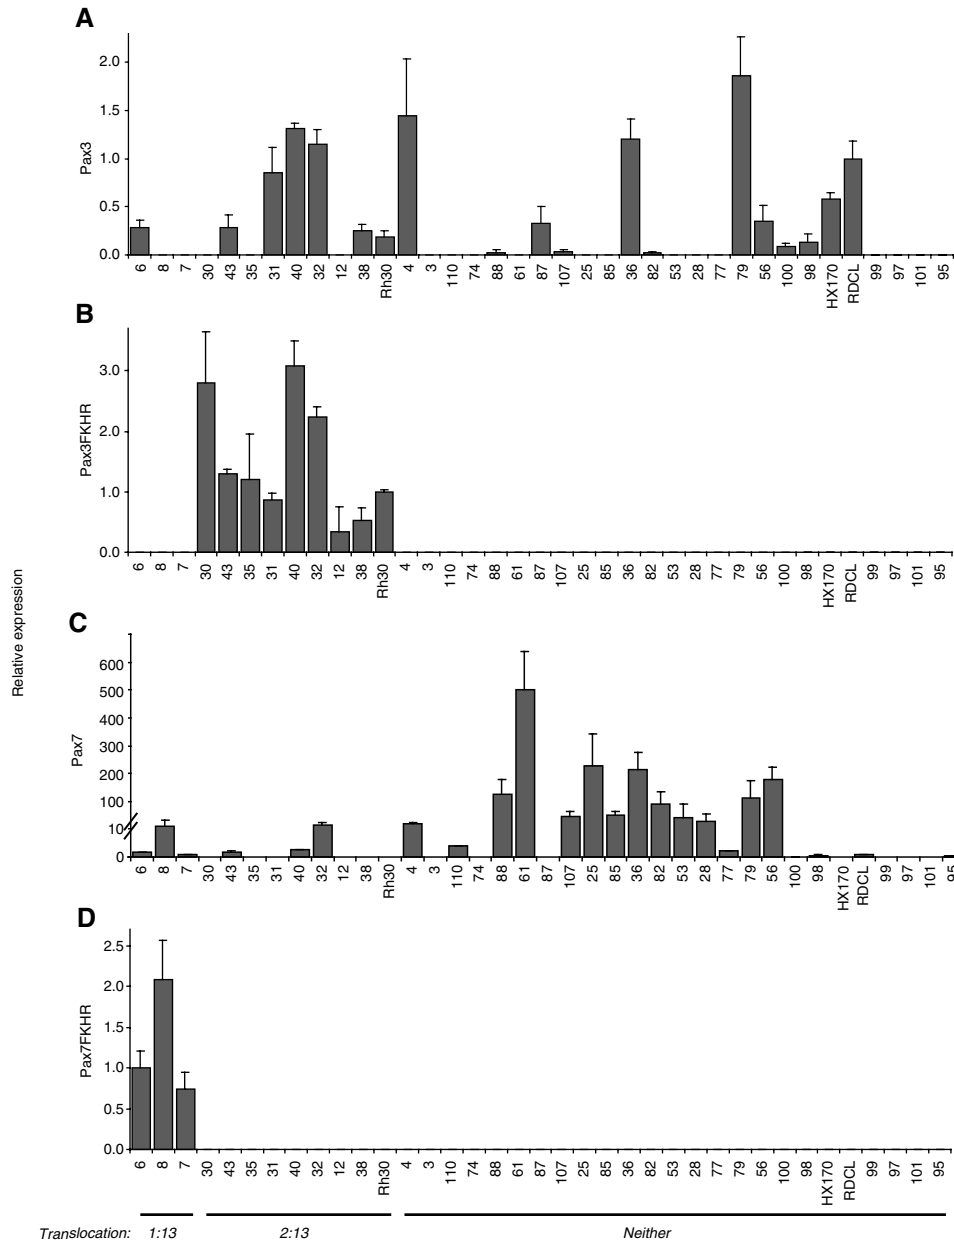 A
Pax3
2.0
1.5
1.0
0.5
0.0
6 8 7 30 43 35 31 40 32 12 38 Rh30 4 3 110 74 88 61 87 107 25 85 36 82 53 28 77 79 56 100 98 HX170 RDCL 99 97 101 95
B
Pax3FKHR
3.0
2.0
1.0
0.0
6 8 7 30 43 35 31 40 32 12 38 Rh30 4 3 110 74 88 61 87 107 25 85 36 82 53 28 77 79 56 100 98 HX170 RDCL 99 97 101 95
Relative expression
C
Pax7
600
500
400
300
200
100
10
0
6 8 7 30 43 35 31 40 32 12 38 Rh30 4 3 110 74 88 61 87 107 25 85 36 82 53 28 77 79 56 100 98 HX170 RDCL 99 97 101 95
D
Pax7FKHR
2.5
2.0
1.5
1.0
0.5
0.0
6 8 7 30 43 35 31 40 32 12 38 Rh30 4 3 110 74 88 61 87 107 25 85 36 82 53 28 77 79 56 100 98 HX170 RDCL 99 97 101 95
Translocation: 1:13 2:13 Neither